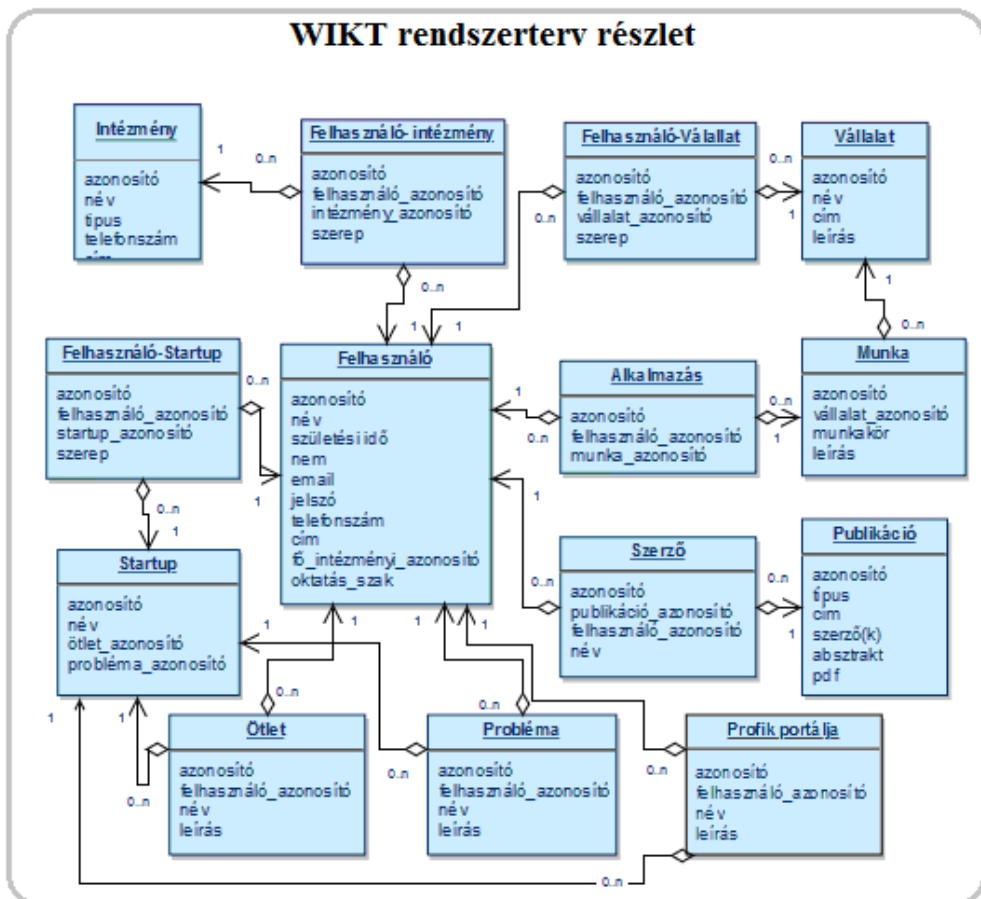 WIKT rendszerterv részlet
Intézmény
azonosító
név
típus
telefonszám
1
0..n
Felhasználó- intézmény
azonosító
felhasználó_azonosító
intézmény_azonosító
szerep
0..n
1
Felhasználó-Válallat
azonosító
felhasználó_azonosító
vállalat_azonosító
szerep
0..n
1
0..n
1
Vállalat
azonosító
név
cím
leírás
1
0..n
Felhasználó-Startup
azonosító
felhasználó_azonosító
startup_azonosító
szerep
0..n
1
0..n
1
Felhasználó
azonosító
név
születési idő
nem
email
jelszó
telefonszám
cím
fő_intézményi_azonosító
oktatás_szak
Alkalmazás
azonosító
felhasználó_azonosító
munka_azonosító
1
0..n
0..n
1
Munka
azonosító
vállalat_azonosító
munkakör
leírás
Startup
azonosító
név
ötlet_azonosító
probléma_azonosító
1
Szerző
azonosító
publikáció_azonosító
felhasználó_azonosító
név
1
0..n
0..n
1
Publikáció
azonosító
típus
cím
szerző(k)
absztrakt
pdf
1
1
1
1
1
0..n
0..n
Ötlet
azonosító
felhasználó_azonosító
név
leírás
0..n
0..n
Probléma
azonosító
felhasználó_azonosító
név
leírás
0..n
Profik portálja
azonosító
felhasználó_azonosító
név
leírás
0..n